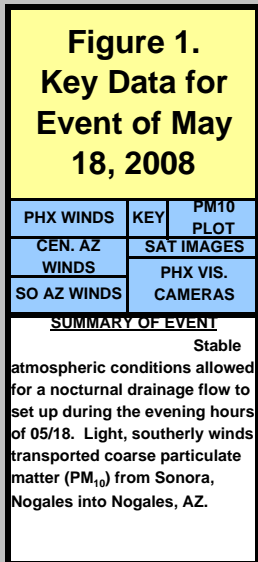 Figure 1.
Key Data for
Event of May
18, 2008
PHX WINDS
KEY
PM10
PLOT
CEN. AZ
WINDS
SAT IMAGES
SO AZ WINDS
PHX VIS.
CAMERAS
SUMMARY OF EVENT
Stable
atmospheric conditions allowed
for a nocturnal drainage flow to
set up during the evening hours
of 05/18.  Light, southerly winds
transported coarse particulate
matter (PM₁₀) from Sonora,
Nogales into Nogales, AZ.